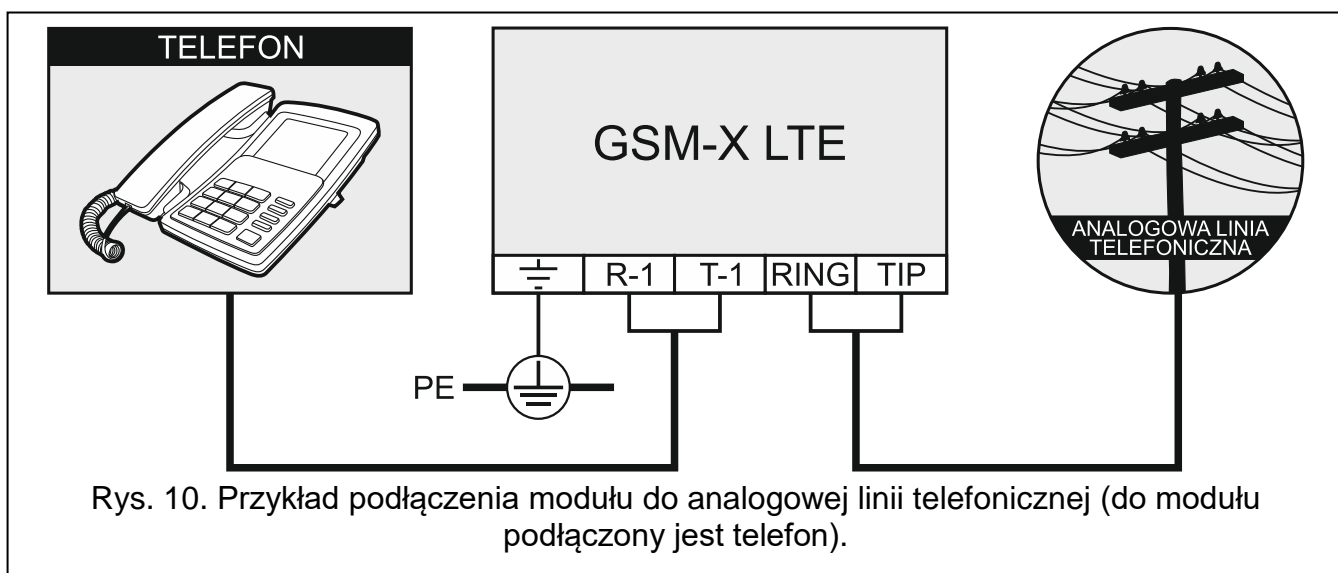 TELEFON
GSM-X LTE
R-1 T-1 RING TIP
ANALOGOWA LINIA
TELEFONICZNA
PE
Rys. 10. Przykład podłączenia modułu do analogowej linii telefonicznej (do modułu
podłączony jest telefon).